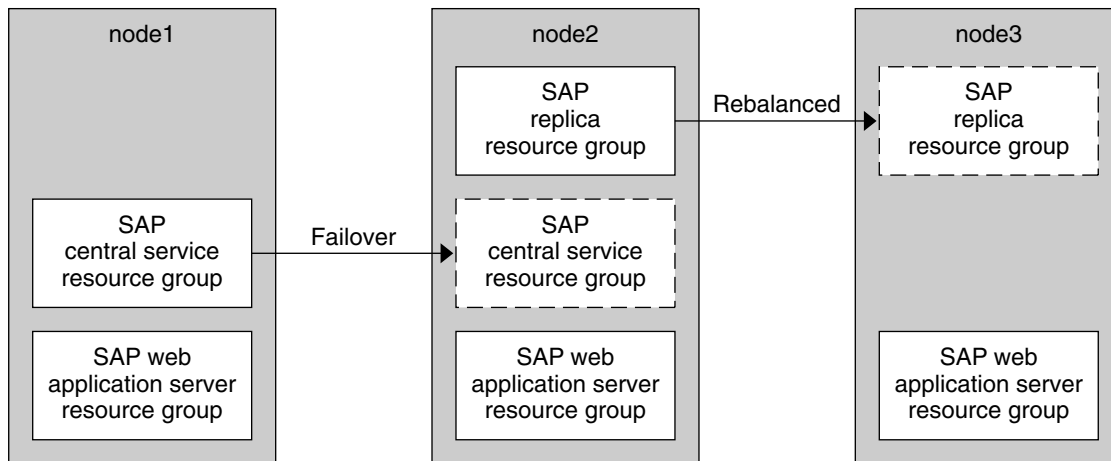 node1
SAP
central service
resource group
SAP web
application server
resource group
Failover
node2
SAP
replica
resource group
SAP
central service
resource group
SAP web
application server
resource group
Rebalanced
node3
SAP
replica
resource group
SAP web
application server
resource group